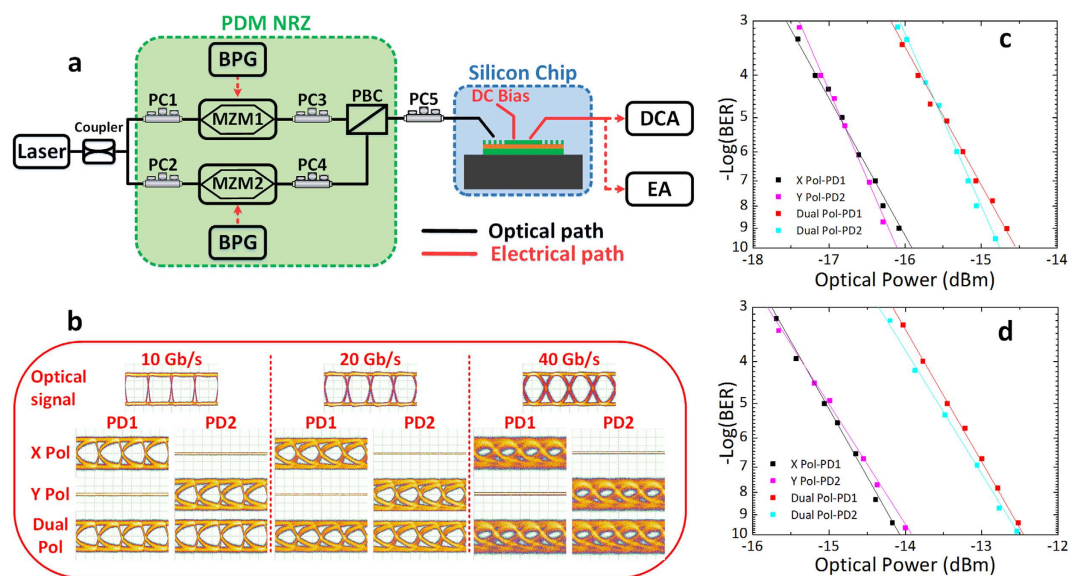 a
PDM NRZ
BPG
PC1
MZM1
PC3
PBC
PC5
Laser
Coupler
PC2
MZM2
PC4
BPG
Silicon Chip
DC Bias
DCA
EA
Optical path
Electrical path
b
10 Gb/s
20 Gb/s
40 Gb/s
Optical
signal
PD1
PD2
PD1
PD2
PD1
PD2
X Pol
Y Pol
Dual
Pol
c
-Log(BER)
3
4
5
6
7
8
9
10
X Pol-PD1
Y Pol-PD2
Dual Pol-PD1
Dual Pol-PD2
-18
-17
-16
-15
-14
Optical Power (dBm)
d
-Log(BER)
3
4
5
6
7
8
9
10
X Pol-PD1
Y Pol-PD2
Dual Pol-PD1
Dual Pol-PD2
-16
-15
-14
-13
-12
Optical Power (dBm)